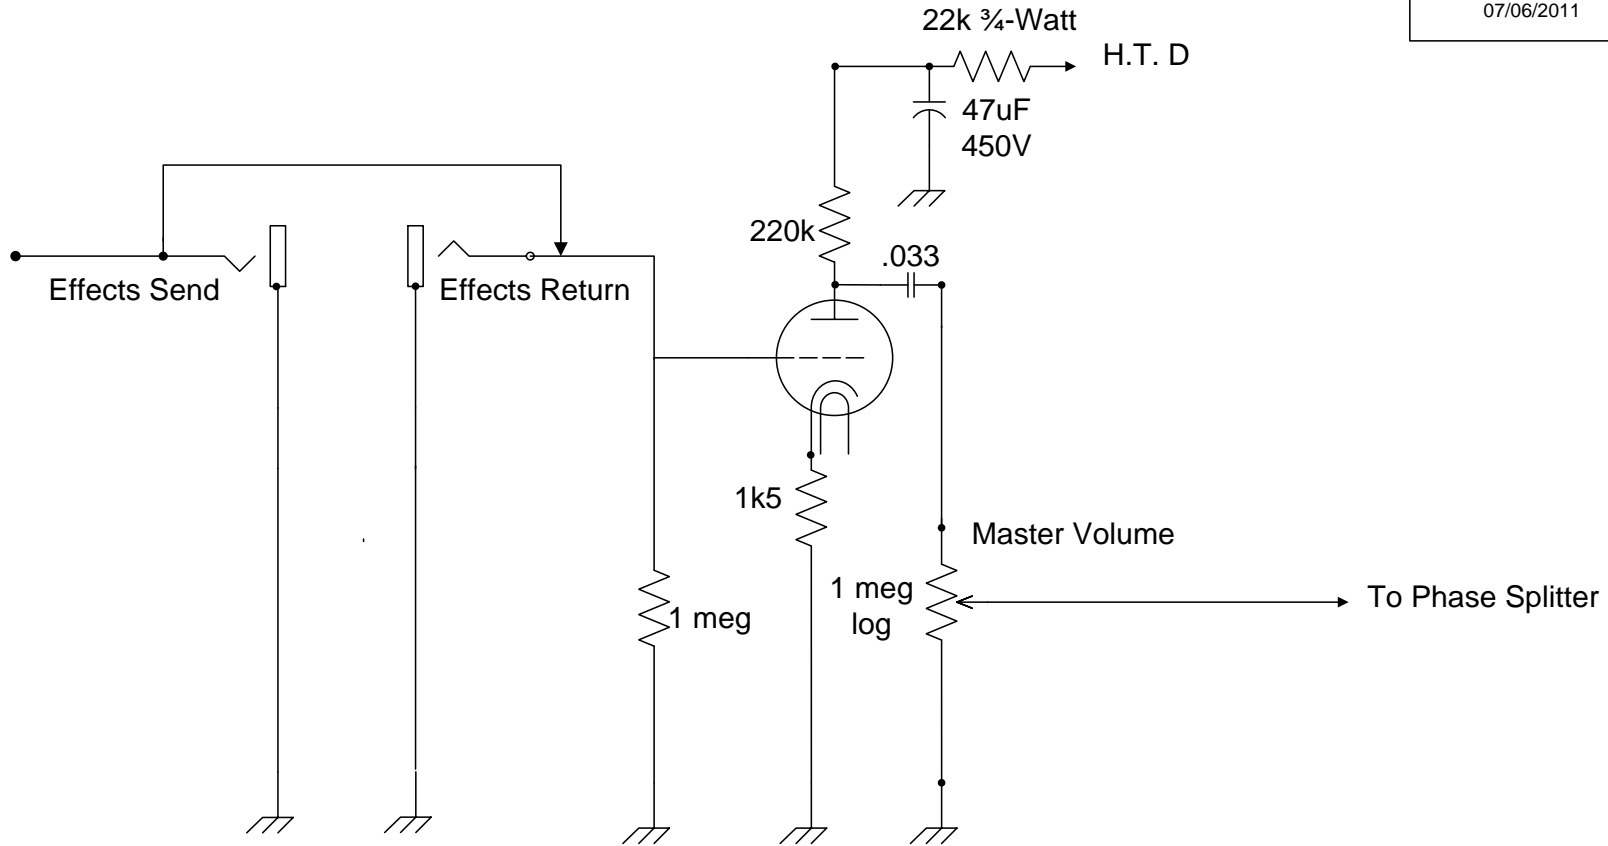 07/06/2011
22k ¾-Watt
H.T. D
47uF
450V
220k
.033
Effects Send
Effects Return
1k5
Master Volume
1 meg
log
1 meg
To Phase Splitter